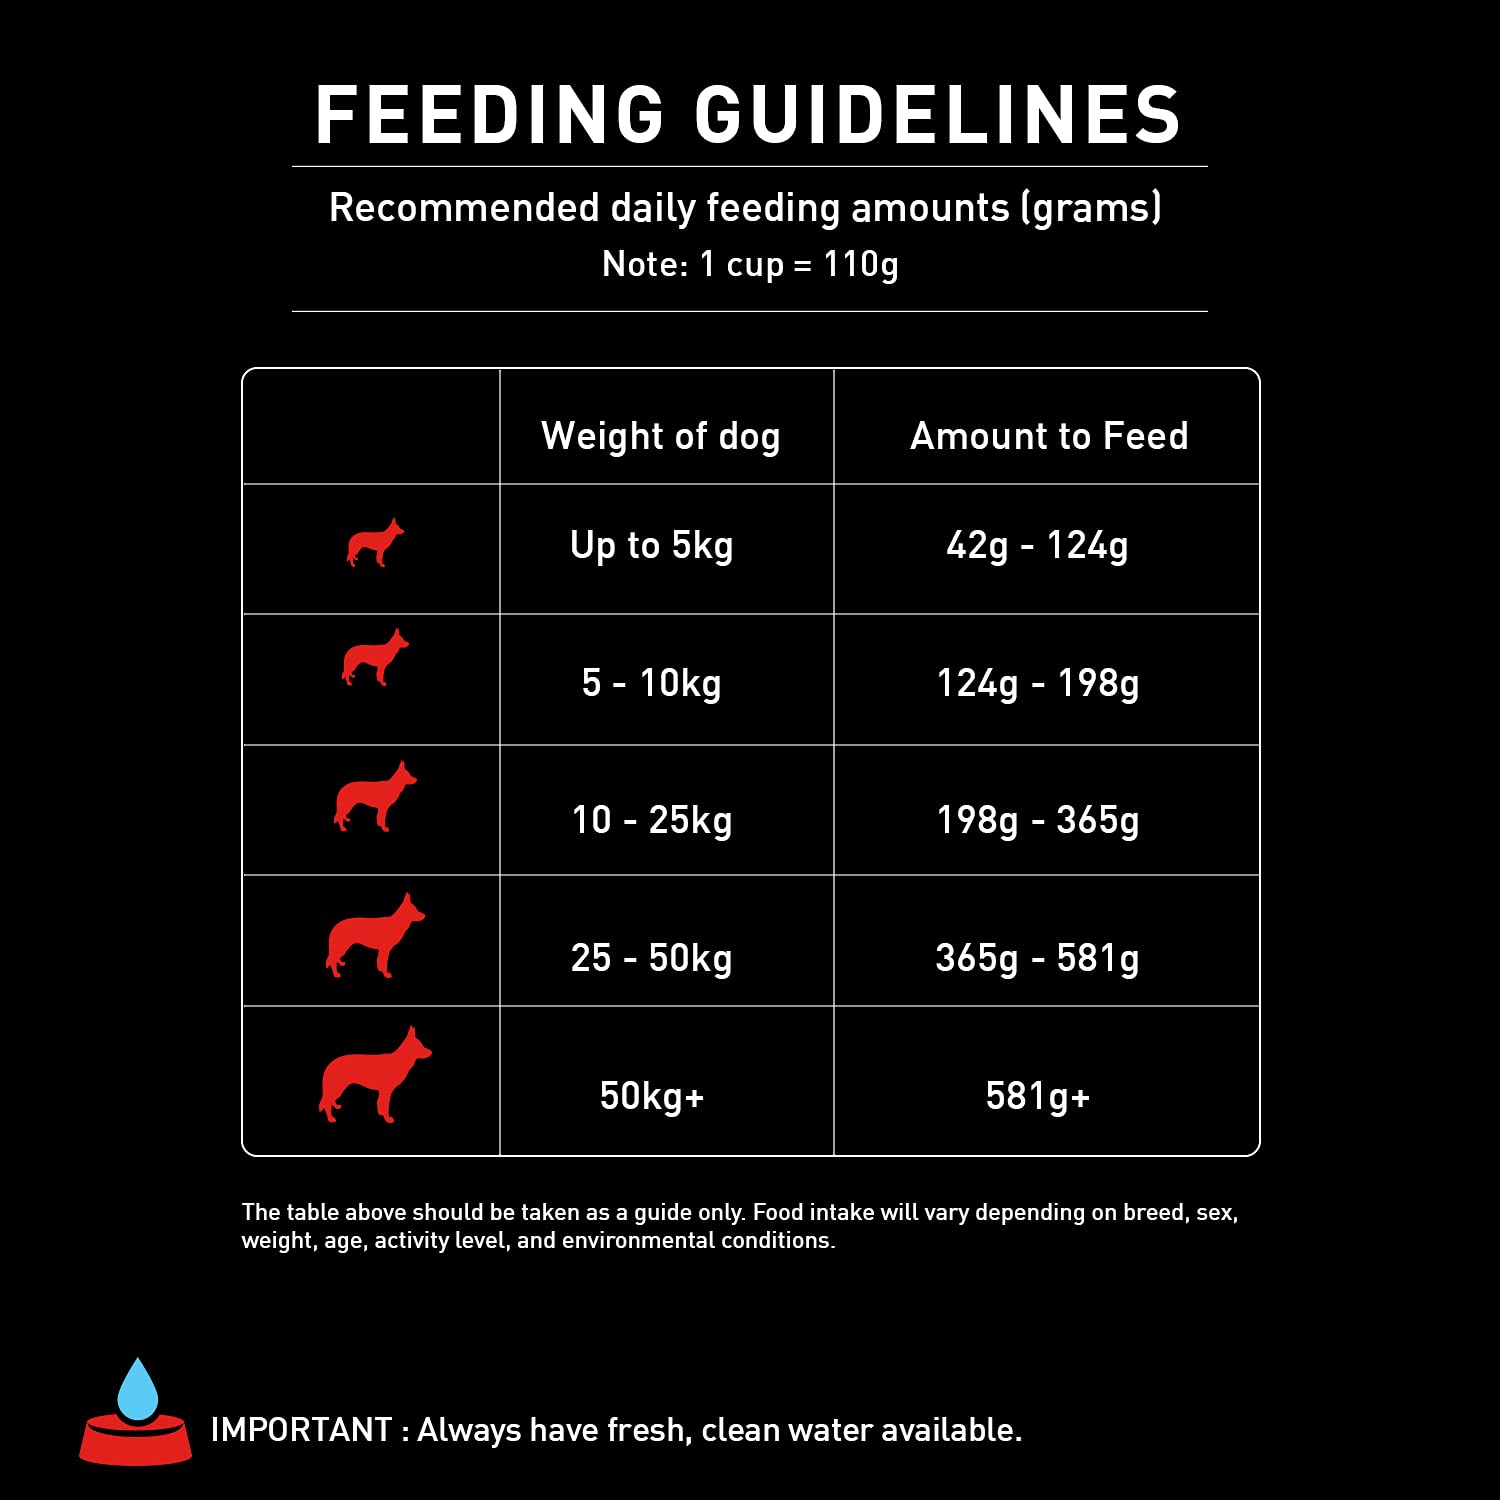 FEEDING GUIDELINES
Recommended daily feeding amounts (grams)
Note: 1 cup = 110g
Weight of dog Amount to Feed
Up to 5kg 42g - 124g
5 - 10kg 124g - 198g
10 - 25kg 198g - 365g
25 - 50kg 365g - 581g
50kg+ 581g+
The table above should be taken as a guide only. Food intake will vary depending on breed, sex,
weight, age, activity level, and environmental conditions.
IMPORTANT : Always have fresh, clean water available.